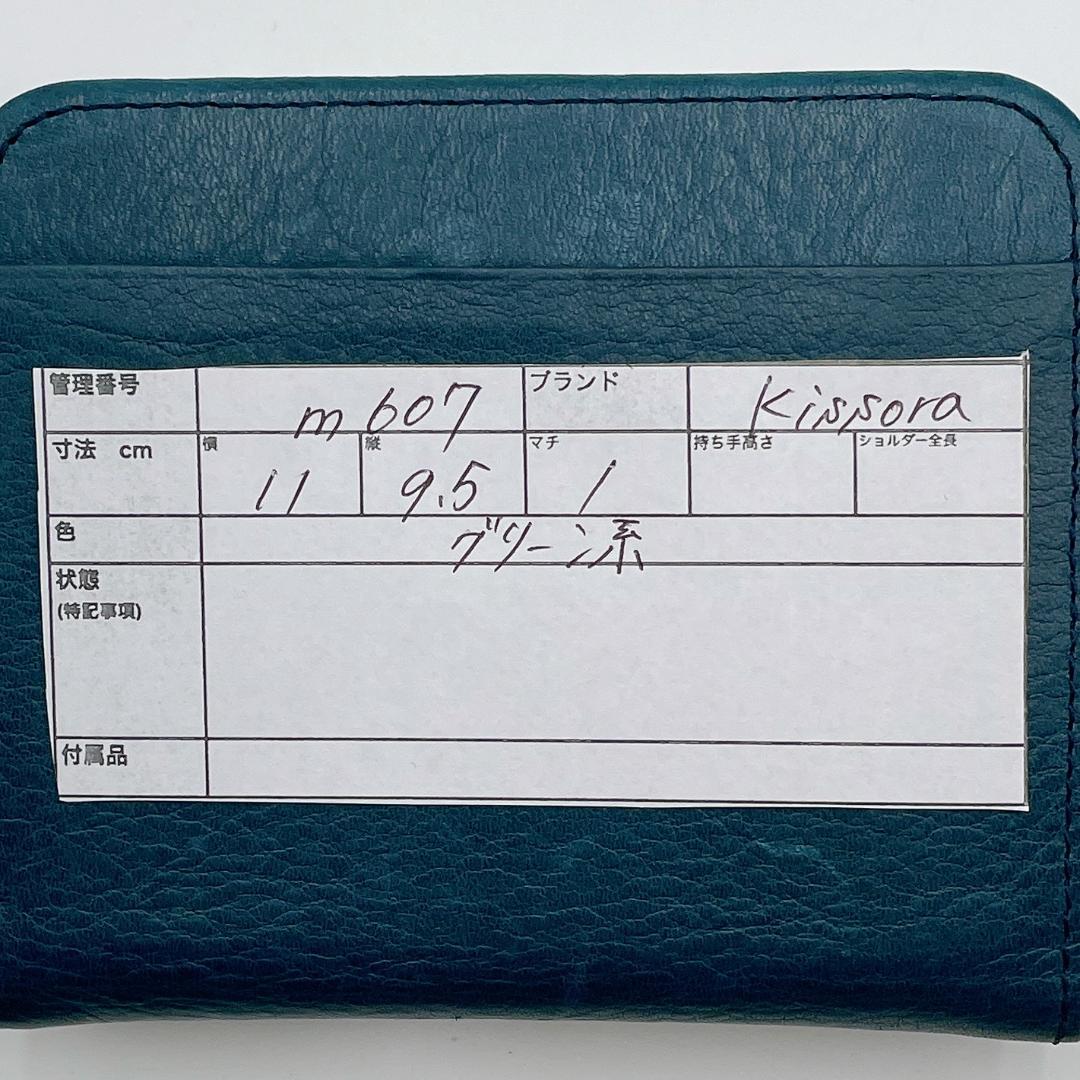 管理番号 m607 ブランド Kissora
寸法 cm 横 11 縦 9.5 マチ 1 持ち手高さ ショルダー全長
色 グリーン系
状態
(特記事項)
付属品